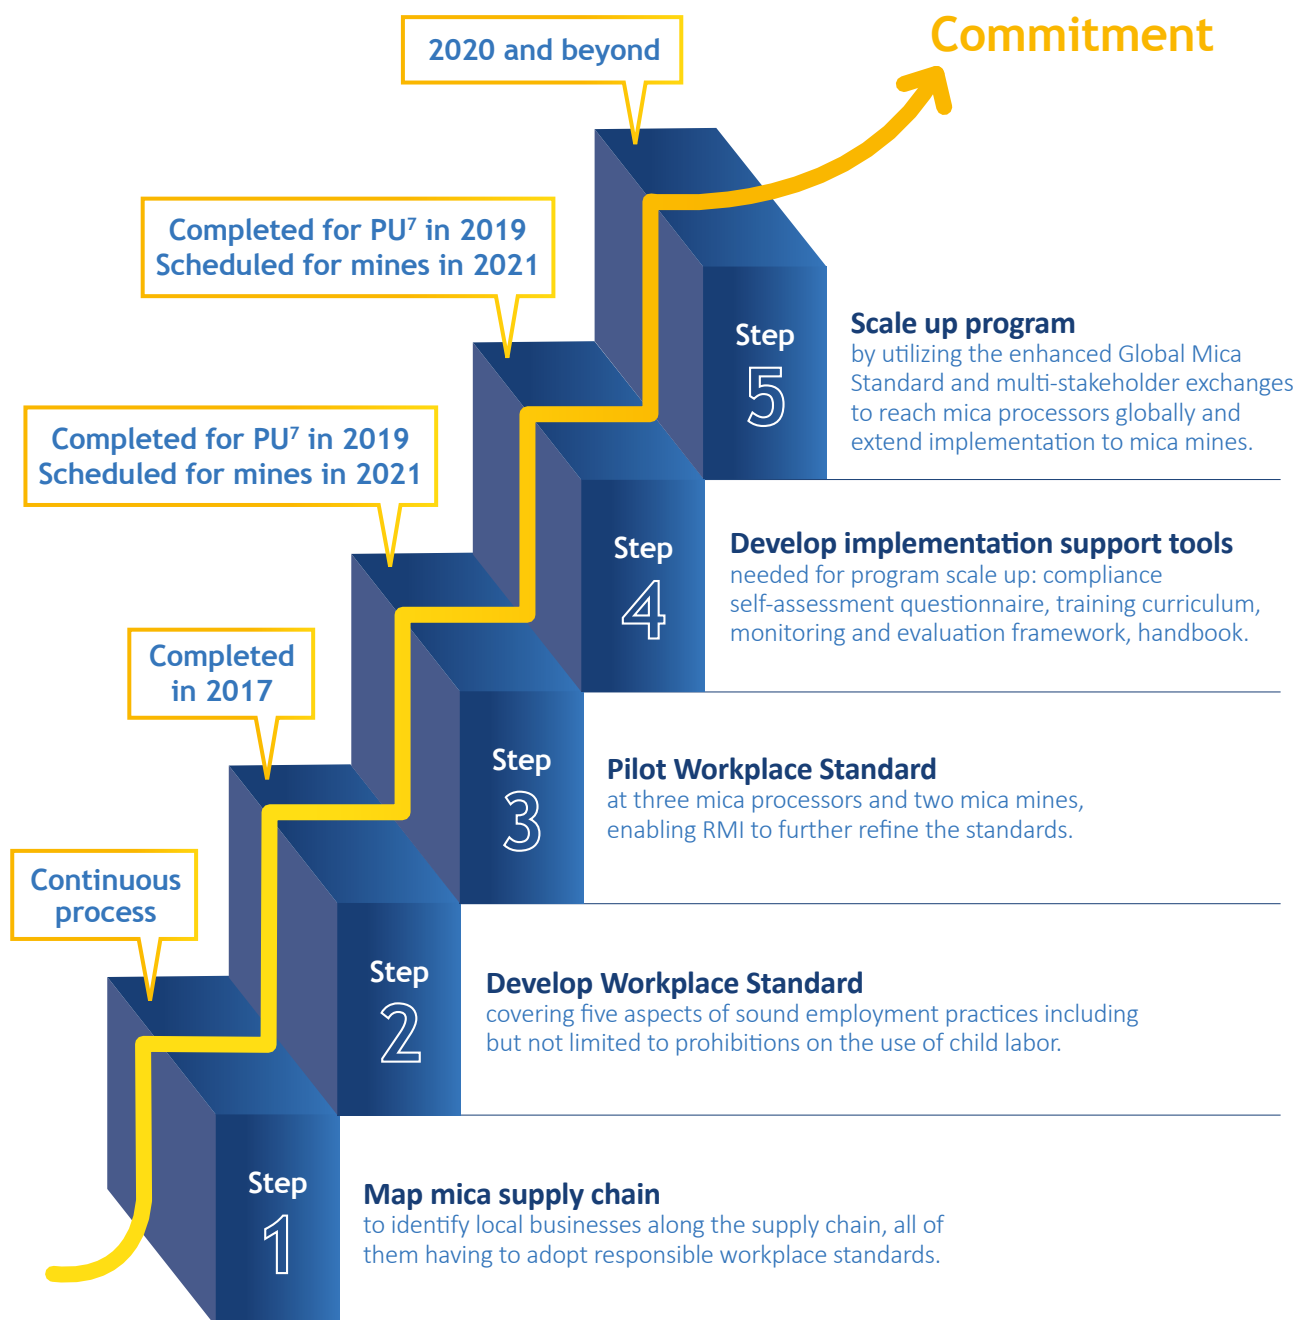 Commitment
2020 and beyond
Completed for PU⁷ in 2019
Scheduled for mines in 2021
Step
5
Scale up program
by utilizing the enhanced Global Mica
Standard and multi-stakeholder exchanges
to reach mica processors globally and
extend implementation to mica mines.
Completed for PU⁷ in 2019
Scheduled for mines in 2021
Step
4
Develop implementation support tools
needed for program scale up: compliance
self-assessment questionnaire, training curriculum,
monitoring and evaluation framework, handbook.
Completed
in 2017
Step
3
Pilot Workplace Standard
at three mica processors and two mica mines,
enabling RMI to further refine the standards.
Continuous
process
Step
2
Develop Workplace Standard
covering five aspects of sound employment practices including
but not limited to prohibitions on the use of child labor.
Step
1
Map mica supply chain
to identify local businesses along the supply chain, all of
them having to adopt responsible workplace standards.